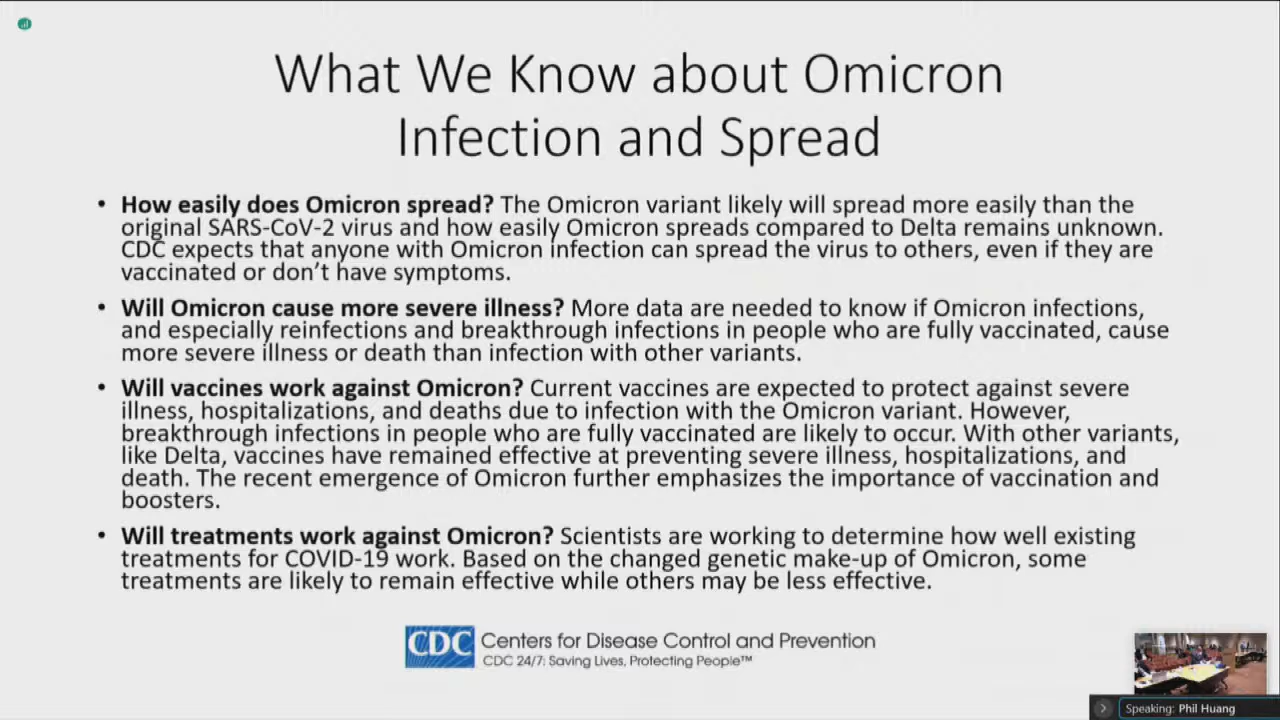 What We Know about Omicron
Infection and Spread
• How easily does Omicron spread? The Omicron variant likely will spread more easily than the
original SARS-CoV-2 virus and how easily Omicron spreads compared to Delta remains unknown.
CDC expects that anyone with Omicron infection can spread the virus to others, even if they are
vaccinated or don’t have symptoms.
• Will Omicron cause more severe illness? More data are needed to know if Omicron infections,
and especially reinfections and breakthrough infections in people who are fully vaccinated, cause
more severe illness or death than infection with other variants.
• Will vaccines work against Omicron? Current vaccines are expected to protect against severe
illness, hospitalizations, and deaths due to infection with the Omicron variant. However,
breakthrough infections in people who are fully vaccinated are likely to occur. With other variants,
like Delta, vaccines have remained effective at preventing severe illness, hospitalizations, and
death. The recent emergence of Omicron further emphasizes the importance of vaccination and
boosters.
• Will treatments work against Omicron? Scientists are working to determine how well existing
treatments for COVID-19 work. Based on the changed genetic make-up of Omicron, some
treatments are likely to remain effective while others may be less effective.
CDC Centers for Disease Control and Prevention
CDC 24/7: Saving Lives, Protecting People™
Speaking: Phil Huang